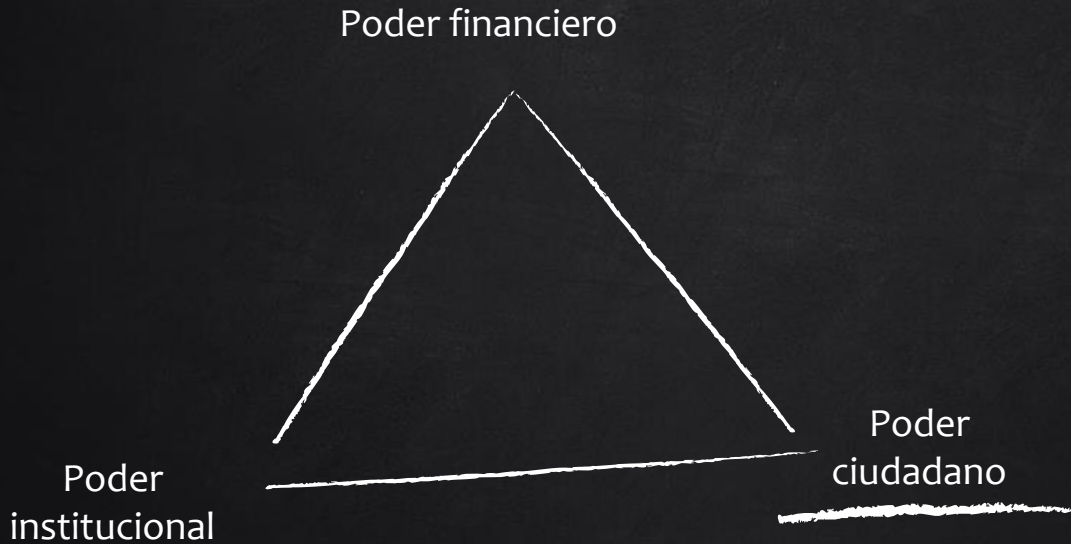 Poder financiero
Poder
ciudadano
Poder
institucional